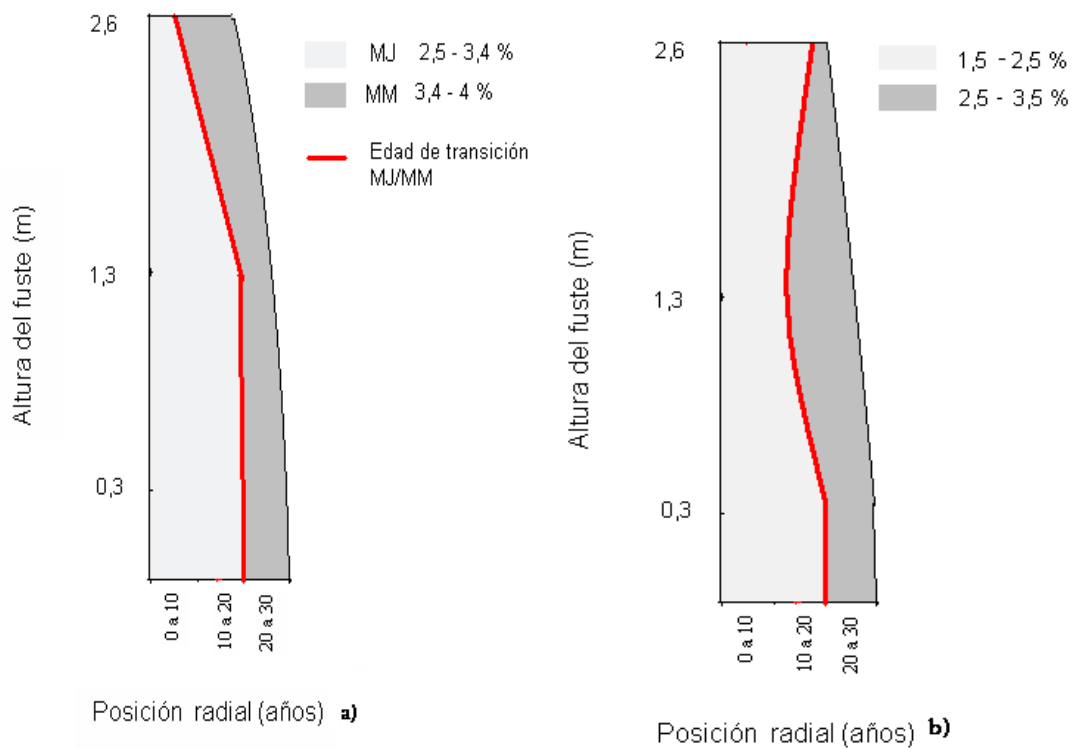 2,6
MJ 2,5 - 3,4 %
MM 3,4 - 4 %
Edad de transición
MJ/MM
Altura del fuste (m)
1,3
0,3
0 a 10
10 a 20
20 a 30
Posición radial (años) a)
2,6
1,5 - 2,5 %
2,5 - 3,5 %
Altura del fuste (m)
1,3
0,3
0 a 10
10 a 20
20 a 30
Posición radial (años) b)